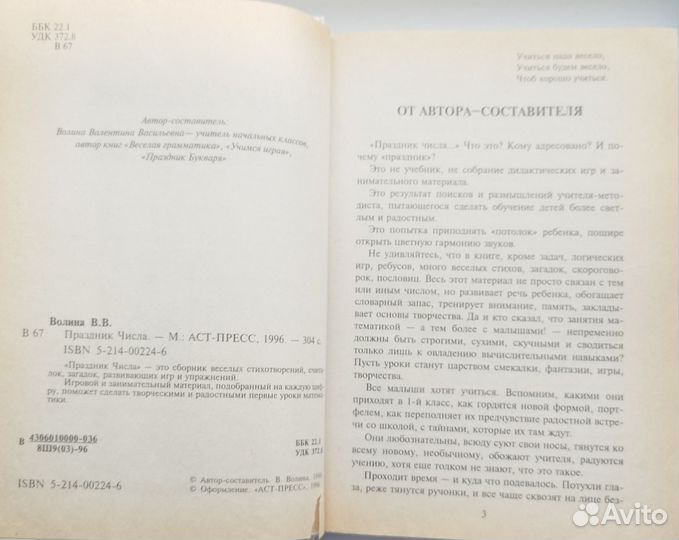 ББК 22.1
УДК 372.8
В 67
Автор-составитель:
Волина Валентина Васильевна — учитель начальных классов,
автор книг «Веселая грамматика», «Учимся играя»,
«Праздник Букваря»
Волина В.В.
В 67 Праздник Числа. — М.: АСТ-ПРЕСС, 1996. — 304 с.
ISBN 5-214-00224-6
«Праздник Числа» — это сборник веселых стихотворений, считалок, загадок, развивающих игр и упражнений.
Игровой и занимательный материал, подобранный на каждую цифру, поможет сделать творческими и радостными первые уроки математики.
В 4306010000-036
8Ш9(03)-96
ББК 22.1
УДК 372.8
ISBN 5-214-00224-6
© Автор-составитель В. Волина, 1996
© Оформление. «АСТ-ПРЕСС», 1996
Учиться надо весело,
Учиться будем весело,
Чтоб хорошо учиться.
ОТ АВТОРА—СОСТАВИТЕЛЯ
«Праздник числа...» Что это? Кому адресовано? И по-
чему «праздник»?
Это не учебник, не собрание дидактических игр и за-
нимательного материала.
Это результат поисков и размышлений учителя-мето-
диста, пытающегося сделать обучение детей более свет-
лым и радостным.
Это попытка приподнять «потолок» ребенка, пошире
открыть цветную гармонию звуков.
Не удивляйтесь, что в книге, кроме задач, логических
игр, ребусов, много веселых стихов, загадок, скорогово-
рок, пословиц. Весь этот материал не просто связан с тем
или иным числом, но развивает речь ребенка, обогащает
словарный запас, тренирует внимание, память, заклады-
вает основы творчества. Да и кто сказал, что занятия ма-
тематикой — а тем более с малышами! — непременно
должны быть строгими, сухими, скучными и сводиться
только лишь к овладению вычислительными навыками?
Пусть уроки станут царством смекалки, фантазии, игры,
творчества.
Все малыши хотят учиться. Вспомним, какими они
приходят в 1-й класс, как гордятся новой формой, порт-
фелем, как переполняет их предчувствие радостной встре-
чи со школой, с тайнами, которые их там ждут.
Они любознательны, всюду суют свои носы, тянутся ко
всему новому, необычному, обожают учителя, радуются
учению, хотя еще толком не знают, что это такое.
Проходит время — и куда что подевалось. Потухли гла-
за, реже тянутся ручонки, и все чаще сквозят на лице без-
3
Avito